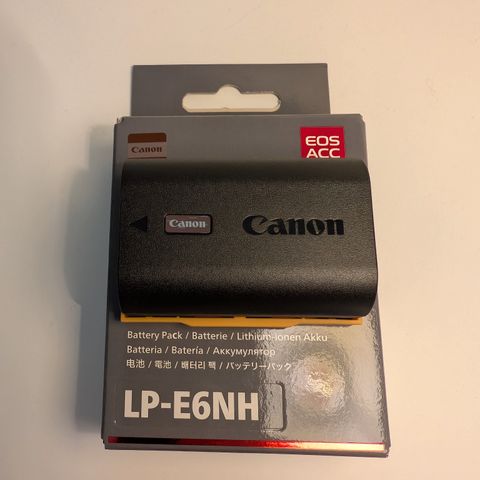 Canon
EOS
ACC
Canon
Canon
Battery Pack / Batterie / Lithium-Ionen Akku
Batteria / Batería / Аккумулятор
电池 / 電池 / 배터리 팩 / バッテリーパック
LP-E6NH